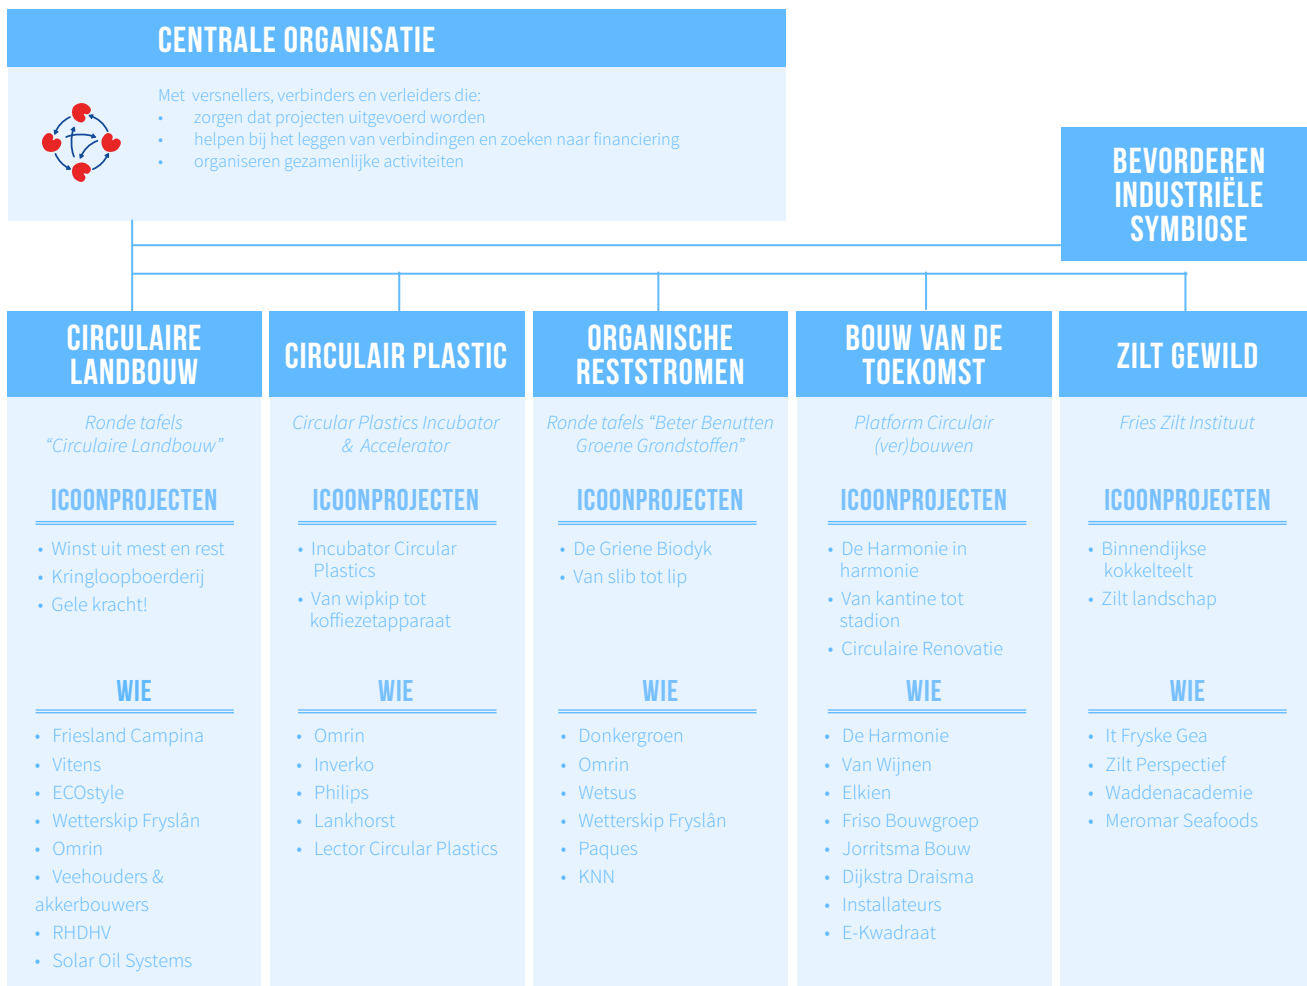 CENTRALE ORGANISATIE
Met versnellers, verbinders en verleiders die:
• zorgen dat projecten uitgevoerd worden
• helpen bij het leggen van verbindingen en zoeken naar financiering
• organiseren gezamenlijke activiteiten
BEVORDEREN
INDUSTRIËLE
SYMBIOSE
CIRCULAIRE
LANDBOUW
Ronde tafels
“Circulaire Landbouw”
ICOONPROJECTEN
• Winst uit mest en rest
• Kringloopboerderij
• Gele kracht!
WIE
• Friesland Campina
• Vitens
• ECOstyle
• Wetterskip Fryslân
• Omrin
• Veehouders &
akkerbouwers
• RHDHV
• Solar Oil Systems
CIRCULAIR PLASTIC
Circular Plastics Incubator
& Accelerator
ICOONPROJECTEN
• Incubator Circular
Plastics
• Van wipkip tot
koffiezetapparaat
WIE
• Omrin
• Inverko
• Philips
• Lankhorst
• Lector Circular Plastics
ORGANISCHE
RESTSTROMEN
Ronde tafels “Beter Benutten
Groene Grondstoffen”
ICOONPROJECTEN
• De Griene Biodyk
• Van slib tot lip
WIE
• Donkergroen
• Omrin
• Wetsus
• Wetterskip Fryslân
• Paques
• KNN
BOUW VAN DE
TOEKOMST
Platform Circulair
(ver)bouwen
ICOONPROJECTEN
• De Harmonie in
harmonie
• Van kantine tot
stadion
• Circulaire Renovatie
WIE
• De Harmonie
• Van Wijnen
• Elkien
• Friso Bouwgroep
• Jorritsma Bouw
• Dijkstra Draisma
• Installateurs
• E-Kwadraat
ZILT GEWILD
Fries Zilt Instituut
ICOONPROJECTEN
• Binnendijkse
kokkelteelt
• Zilt landschap
WIE
• It Fryske Gea
• Zilt Perspectief
• Waddenacademie
• Meromar Seafoods